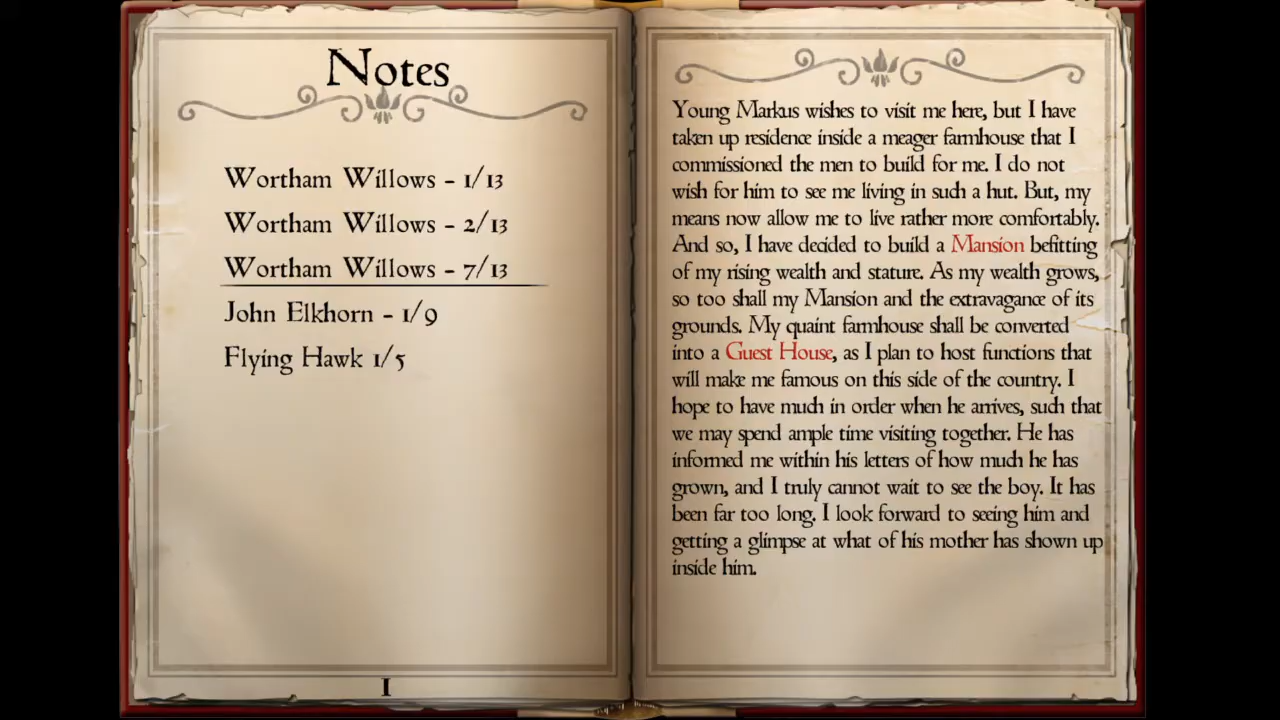 Notes
Wortham Willows - 1/13
Wortham Willows - 2/13
Wortham Willows - 7/13
John Elkhorn - 1/9
Flying Hawk 1/5
1
Young Markus wishes to visit me here, but I have
taken up residence inside a meager farmhouse that I
commissioned the men to build for me. I do not
wish for him to see me living in such a hut. But, my
means now allow me to live rather more comfortably.
And so, I have decided to build a Mansion befitting
of my rising wealth and stature. As my wealth grows,
so too shall my Mansion and the extravagance of its
grounds. My quaint farmhouse shall be converted
into a Guest House, as I plan to host functions that
will make me famous on this side of the country. I
hope to have much in order when he arrives, such that
we may spend ample time visiting together. He has
informed me within his letters of how much he has
grown, and I truly cannot wait to see the boy. It has
been far too long. I look forward to seeing him and
getting a glimpse at what of his mother has shown up
inside him.